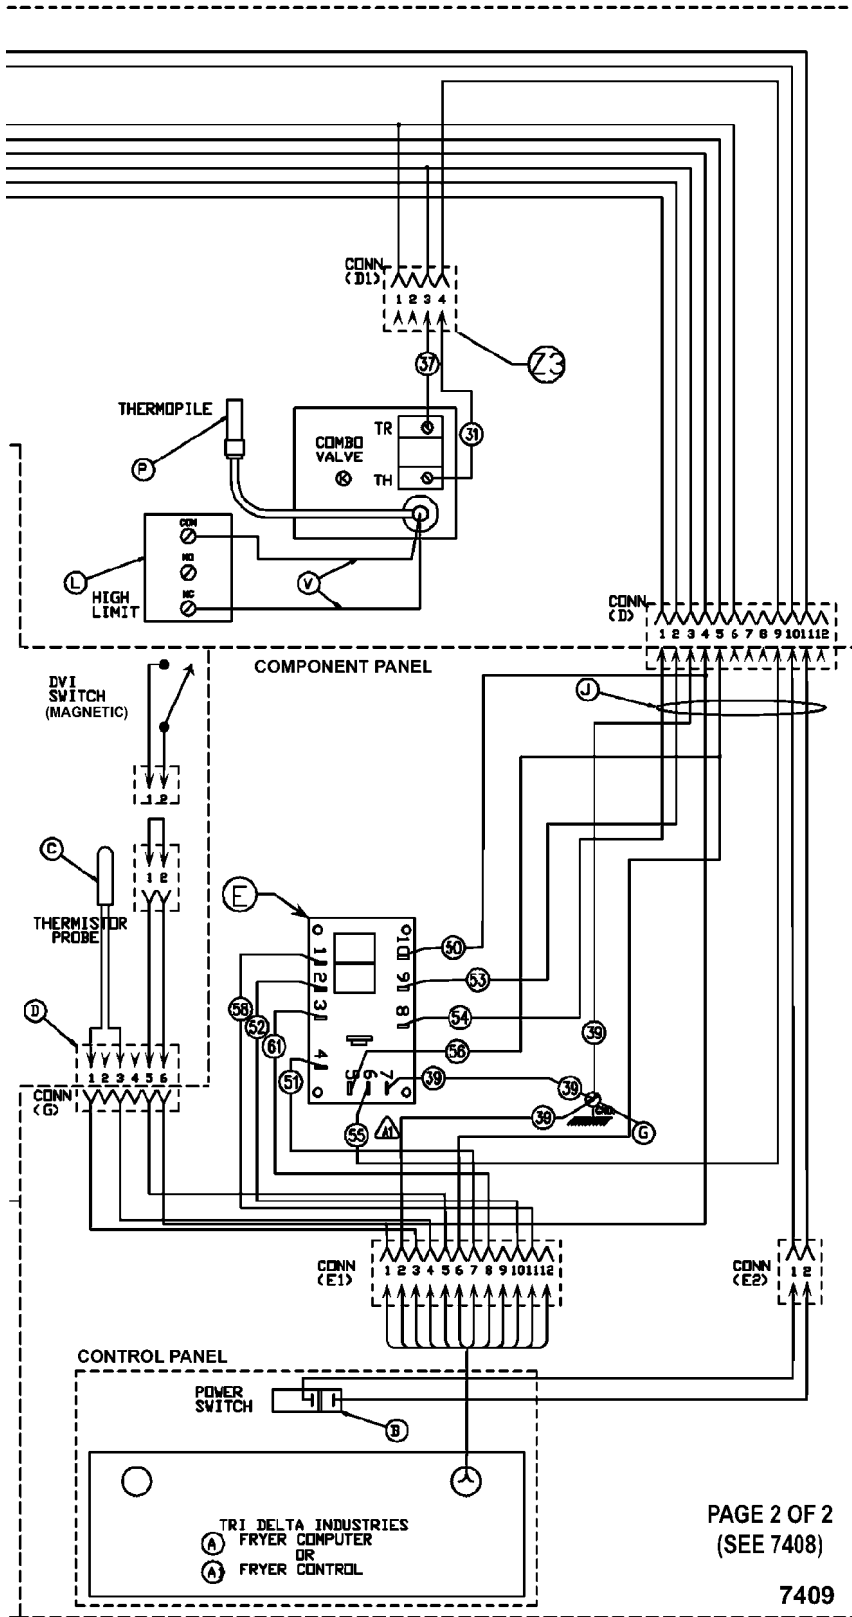 CONN
(D1)
1 2 3 4
37
Z3
THERMOPILE
P
TR
COMBO
VALVE
K
TH
31
COM
L
NO
V
HIGH
LIMIT
NC
CONN
(D)
1 2 3 4 5 6 7 8 9 10 11 12
COMPONENT PANEL
DVI
SWITCH
(MAGNETIC)
J
1 2
C
1 2
THERMISTOR
PROBE
E
1 10 50
2 9 53
3 8 54
58
52
61
39
D
56
4
51
5 6 7
39
39
GND
38
G
55
A1
1 2 3 4 5 6
CONN
(G)
CONN
(E1)
1 2 3 4 5 6 7 8 9 10 11 12
CONN
(E2)
1 2
CONTROL PANEL
POWER
SWITCH
B
TRI DELTA INDUSTRIES
A FRYER COMPUTER
OR
A1 FRYER CONTROL
PAGE 2 OF 2
(SEE 7408)
7409